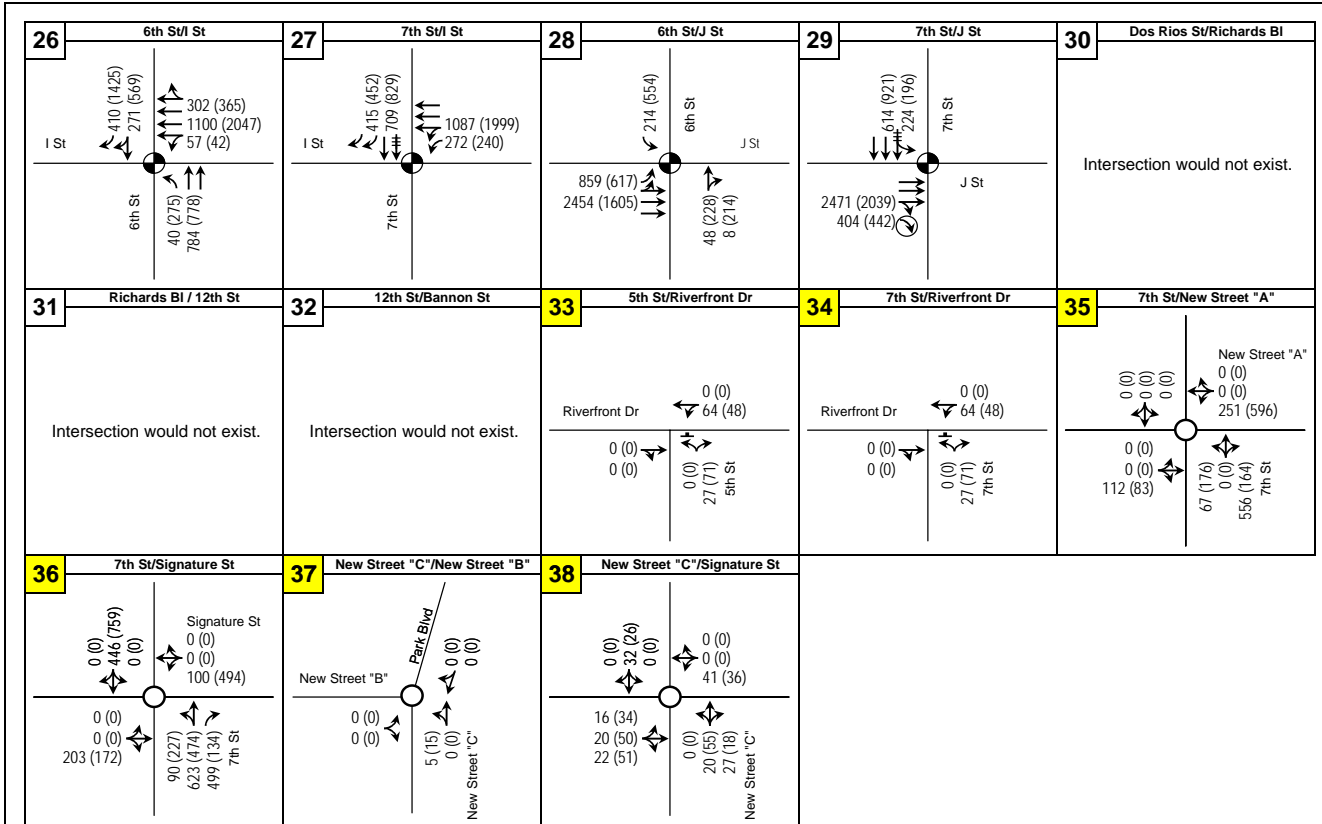 26
6th St/I St
410 (1425)
271 (569)
302 (365)
1100 (2047)
57 (42)
I St
6th St
40 (275)
784 (778)
27
7th St/I St
415 (452)
709 (829)
1087 (1999)
272 (240)
I St
7th St
28
6th St/J St
214 (554)
6th St
J St
859 (617)
2454 (1605)
48 (228)
8 (214)
29
7th St/J St
614 (921)
224 (196)
7th St
J St
2471 (2039)
404 (442)
30
Dos Rios St/Richards Bl
Intersection would not exist.
31
Richards Bl / 12th St
Intersection would not exist.
32
12th St/Bannon St
Intersection would not exist.
33
5th St/Riverfront Dr
0 (0)
64 (48)
Riverfront Dr
0 (0)
0 (0)
0 (0)
27 (71)
5th St
34
7th St/Riverfront Dr
0 (0)
64 (48)
Riverfront Dr
0 (0)
0 (0)
0 (0)
27 (71)
7th St
35
7th St/New Street "A"
New Street "A"
0 (0)
0 (0)
0 (0)
0 (0)
0 (0)
251 (596)
0 (0)
0 (0)
112 (83)
67 (176)
0 (0)
556 (164)
7th St
36
7th St/Signature St
Signature St
0 (0)
446 (759)
0 (0)
0 (0)
0 (0)
100 (494)
0 (0)
0 (0)
203 (172)
90 (227)
623 (474)
499 (134)
7th St
37
New Street "C"/New Street "B"
Park Blvd
0 (0)
0 (0)
New Street "B"
0 (0)
0 (0)
5 (15)
0 (0)
New Street "C"
38
New Street "C"/Signature St
0 (0)
32 (26)
0 (0)
0 (0)
0 (0)
41 (36)
16 (34)
20 (50)
22 (51)
0 (0)
20 (55)
27 (18)
New Street "C"